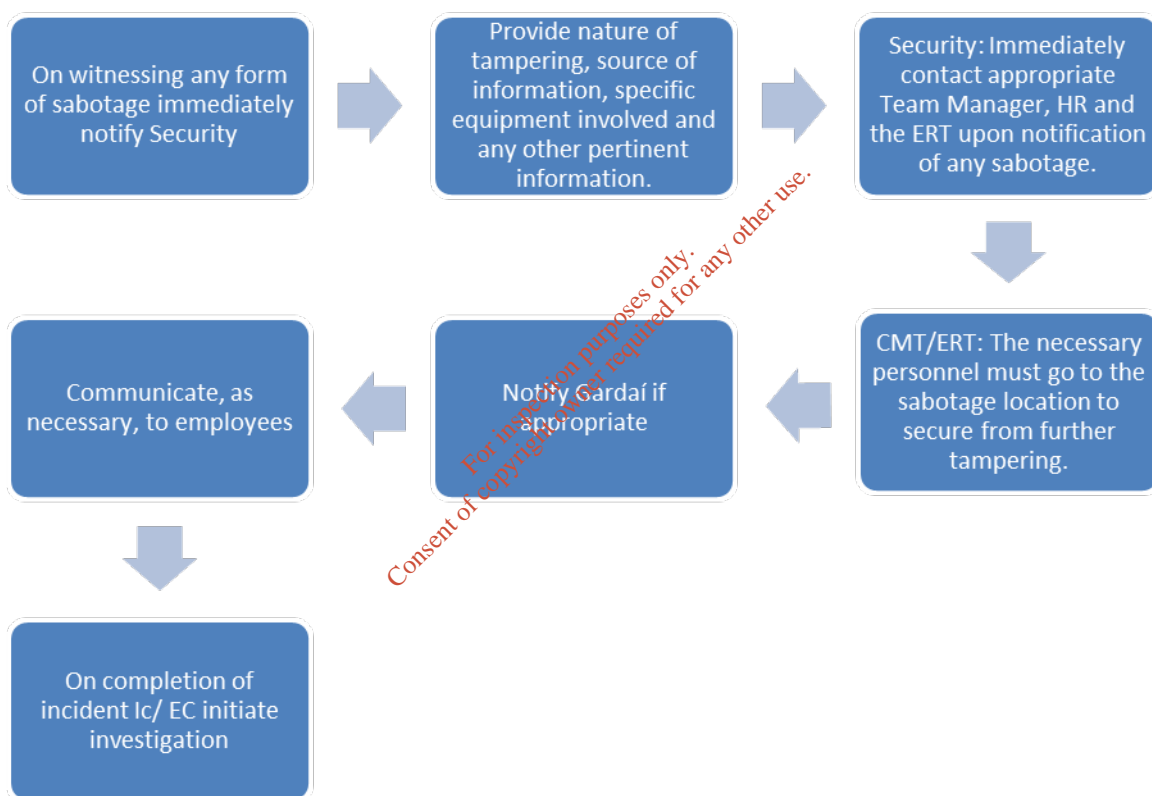 On witnessing any form
of sabotage immediately
notify Security
Provide nature of
tampering, source of
information, specific
equipment involved and
any other pertinent
information.
Security: Immediately
contact appropriate
Team Manager, HR and
the ERT upon notification
of any sabotage.
CMT/ERT: The necessary
personnel must go to the
sabotage location to
secure from further
tampering.
Notify Gardaí if
appropriate
Communicate, as
necessary, to employees
On completion of
incident Ic/ EC initiate
investigation
For inspection purposes only.
Consent of copyright owner required for any other use.